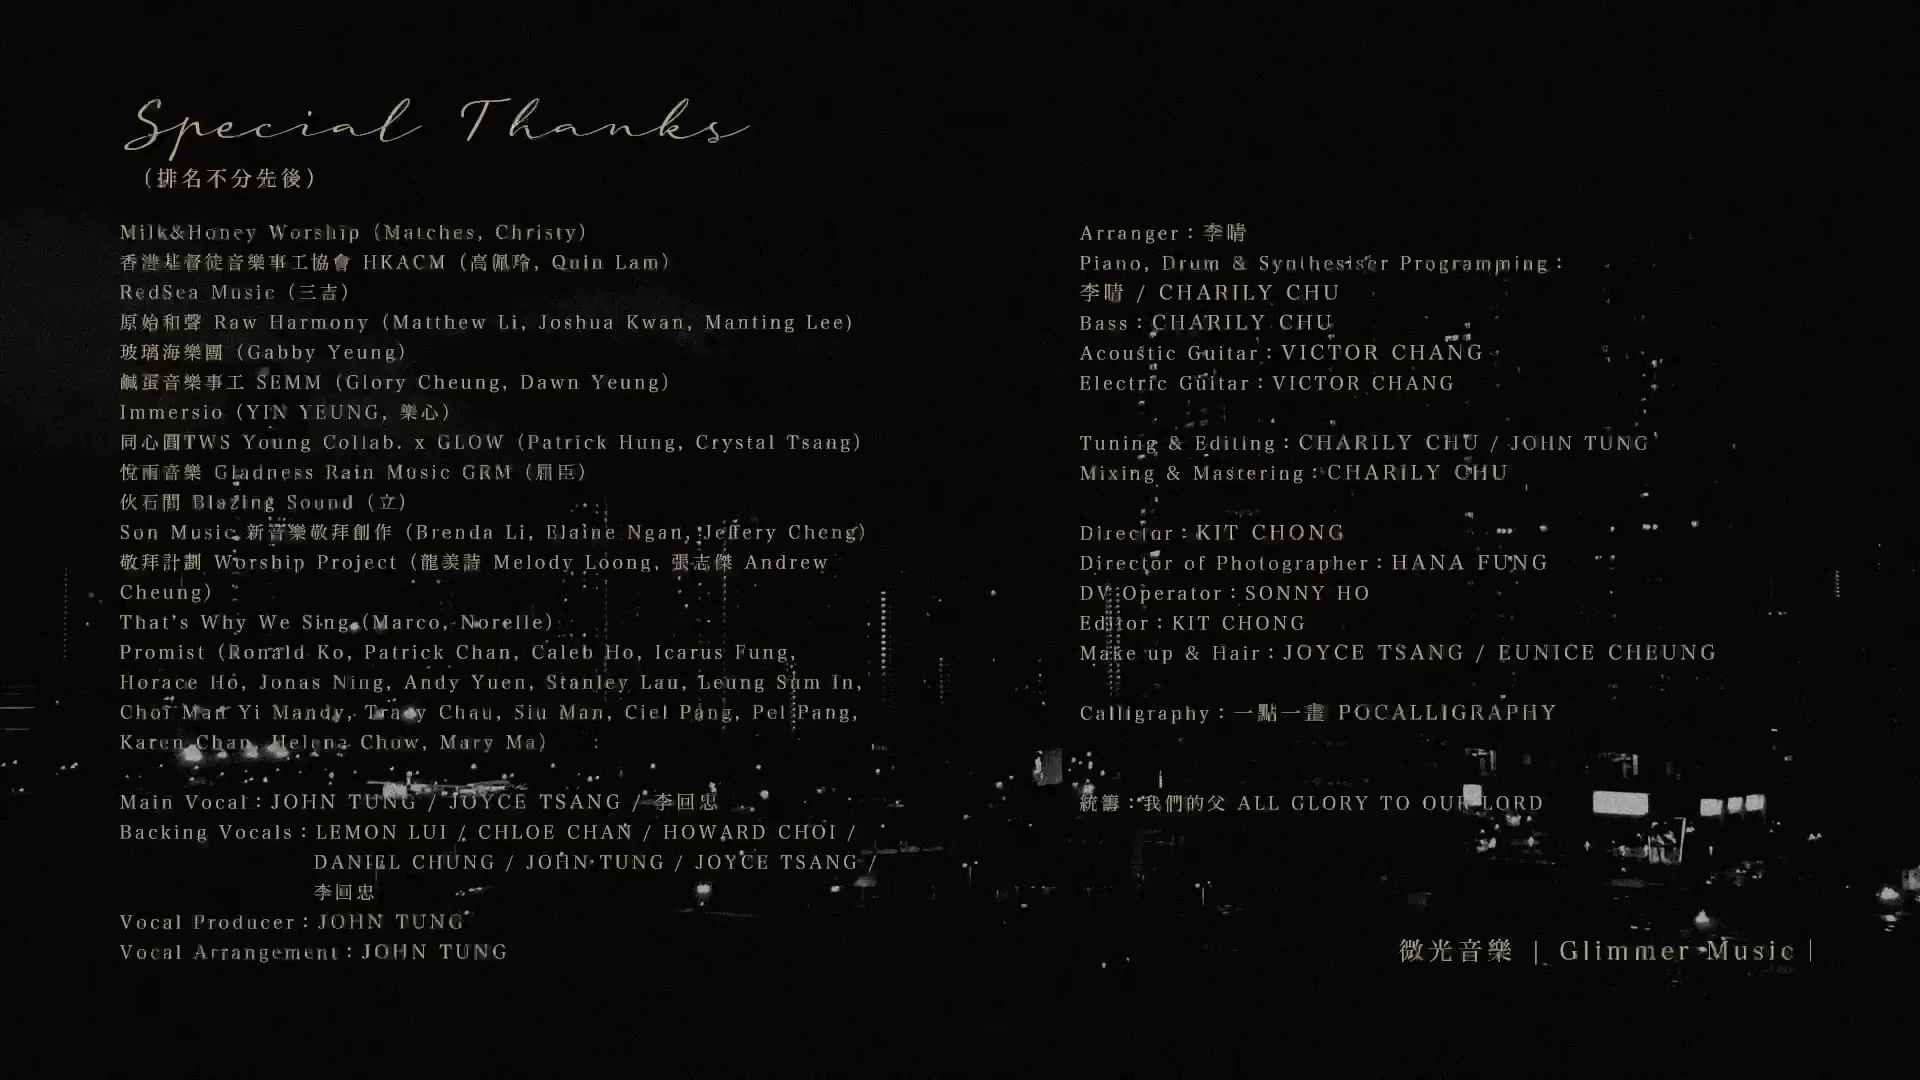 Special Thanks
（排名不分先後）
Milk&Honey Worship (Matches, Christy)
香港基督徒音樂事工協會 HKACM (高佩玲, Quin Lam)
RedSea Music (三吉)
原始和聲 Raw Harmony (Matthew Li, Joshua Kwan, Manting Lee)
玻璃海樂團 (Gabby Yeung)
鹹蛋音樂事工 SEMM (Glory Cheung, Dawn Yeung)
Immersio (YIN YEUNG, 樂心)
同心圓TWS Young Collab. x GLOW (Patrick Hung, Crystal Tsang)
悅雨音樂 Gladness Rain Music GRM
伙石間 Blazing Sound (立)
Son Music 新音樂敬拜創作 (Brenda Li, Elaine Ngan, Jeffery Cheng)
敬拜計劃 Worship Project (龍羨詩 Melody Loong, 張志傑 Andrew
Cheung)
That's Why We Sing (Marco, Norelle)
Promist (Ronald Ko, Patrick Chan, Caleb Ho, Icarus Fung,
Horace Ho, Jonas Ning, Andy Yuen, Stanley Lau, Leung Sum In,
Choi Man Yi Mandy, Tracy Chau, Siu Man, Ciel Pang, Pel Pang,
Karen Chan, Helena Chow, Mary Ma)
Main Vocal：JOHN TUNG / JOYCE TSANG / 李回忠
Backing Vocals：LEMON LUI / CHLOE CHAN / HOWARD CHOI /
DANIEL CHUNG / JOHN TUNG / JOYCE TSANG /
李回忠
Vocal Producer：JOHN TUNG
Vocal Arrangement：JOHN TUNG
Arranger：李晴
Piano, Drum & Synthesiser Programming：
李晴 / CHARILY CHU
Bass：CHARILY CHU
Acoustic Guitar：VICTOR CHANG
Electric Guitar：VICTOR CHANG
Tuning & Editing：CHARILY CHU / JOHN TUNG
Mixing & Mastering：CHARILY CHU
Director：KIT CHONG
Director of Photographer：HANA FUNG
DV Operator：SONNY HO
Editor：KIT CHONG
Make up & Hair：JOYCE TSANG / EUNICE CHEUNG
Calligraphy：一點一畫 POCALLIGRAPHY
統籌：我們的父 ALL GLORY TO OUR LORD
微光音樂 | Glimmer Music |